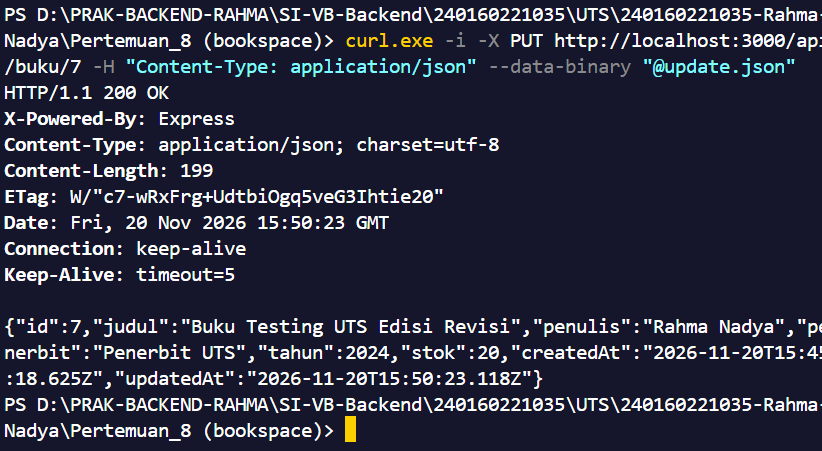 PS D:\PRAK-BACKEND-RAHMA\SI-VB-Backend\240160221035\UTS\240160221035-Rahma-
Nadya\Pertemuan_8 (bookspace)> curl.exe -i -X PUT http://localhost:3000/api
/buku/7 -H "Content-Type: application/json" --data-binary "@update.json"
HTTP/1.1 200 OK
X-Powered-By: Express
Content-Type: application/json; charset=utf-8
Content-Length: 199
ETag: W/"c7-wRxFrg+UdtbiOgq5veG3Ihtie20"
Date: Fri, 20 Nov 2026 15:50:23 GMT
Connection: keep-alive
Keep-Alive: timeout=5

{"id":7,"judul":"Buku Testing UTS Edisi Revisi","penulis":"Rahma Nadya","pe
nerbit":"Penerbit UTS","tahun":2024,"stok":20,"createdAt":"2026-11-20T15:45
:18.625Z","updatedAt":"2026-11-20T15:50:23.118Z"}
PS D:\PRAK-BACKEND-RAHMA\SI-VB-Backend\240160221035\UTS\240160221035-Rahma-
Nadya\Pertemuan_8 (bookspace)>